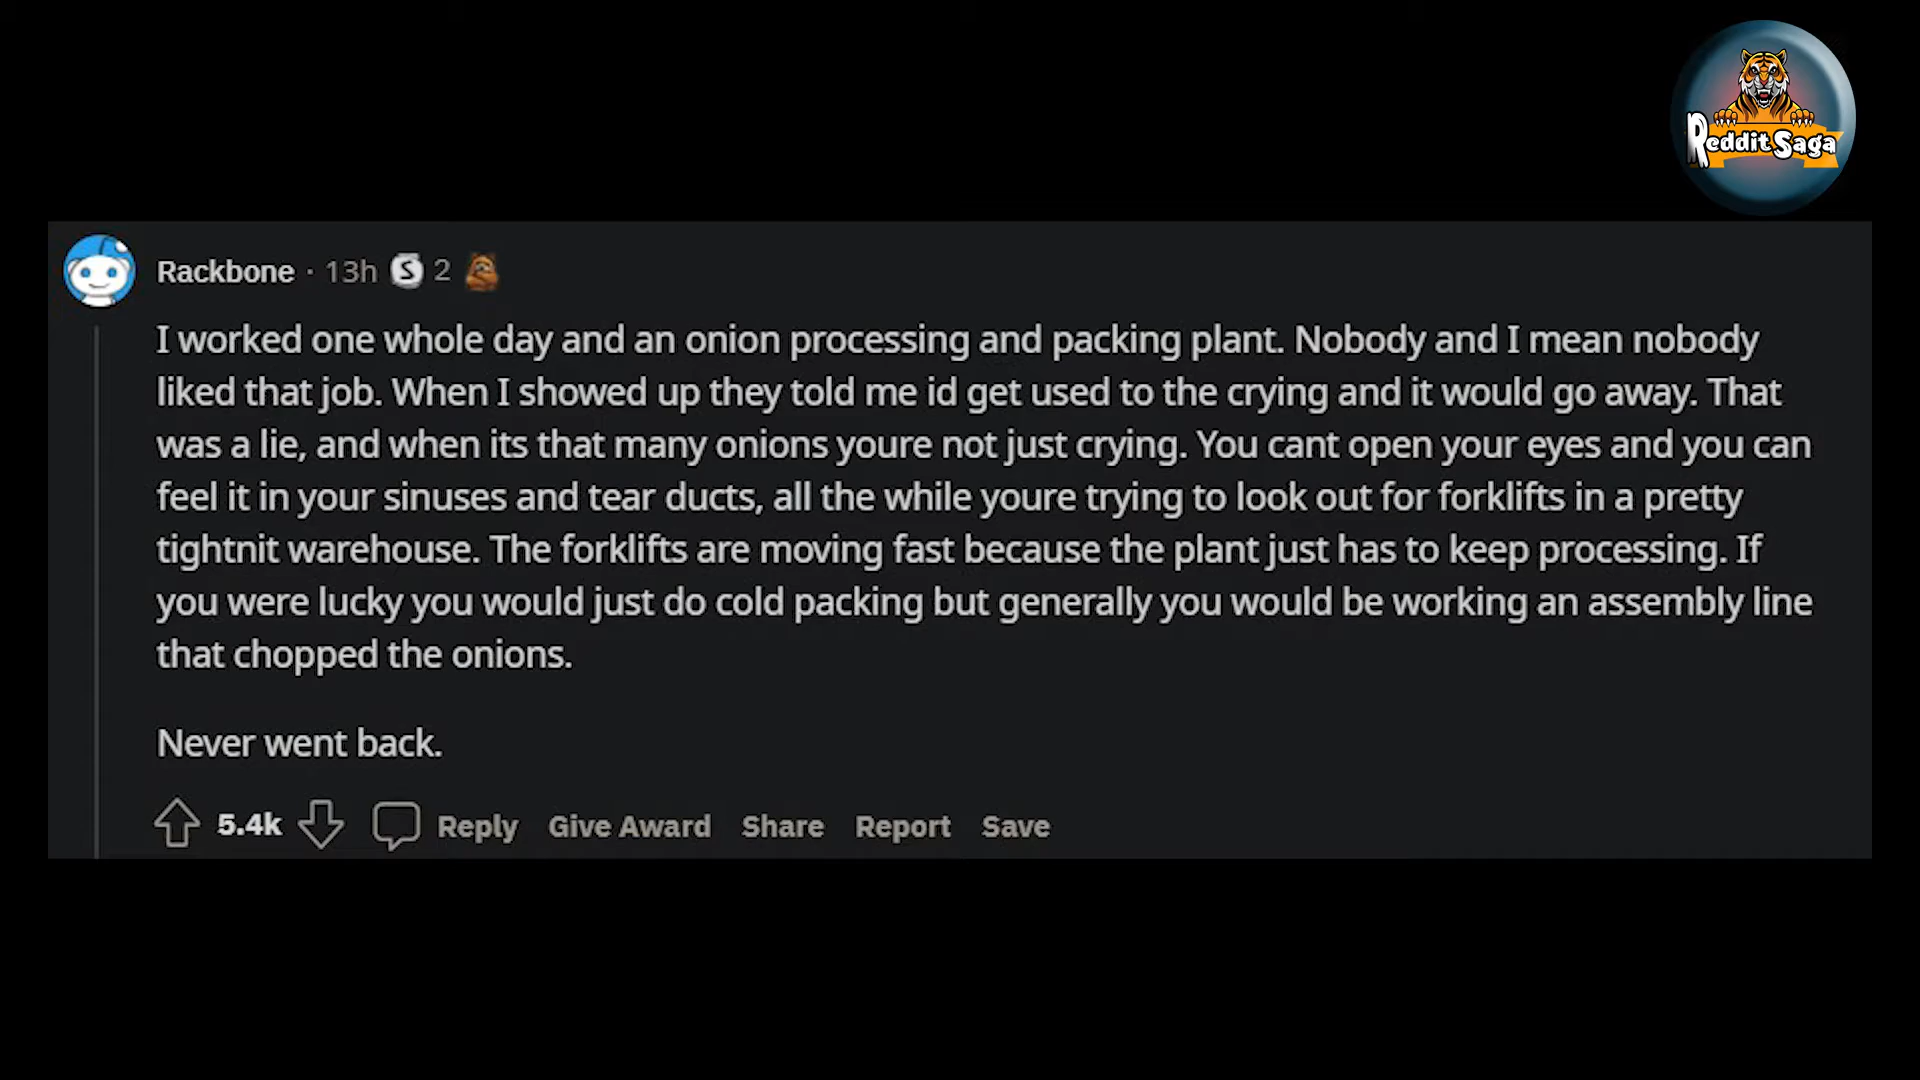 Reddit Saga
Rackbone · 13h S 2
I worked one whole day and an onion processing and packing plant. Nobody and I mean nobody
liked that job. When I showed up they told me id get used to the crying and it would go away. That
was a lie, and when its that many onions youre not just crying. You cant open your eyes and you can
feel it in your sinuses and tear ducts, all the while youre trying to look out for forklifts in a pretty
tightnit warehouse. The forklifts are moving fast because the plant just has to keep processing. If
you were lucky you would just do cold packing but generally you would be working an assembly line
that chopped the onions.
Never went back.
5.4k Reply Give Award Share Report Save